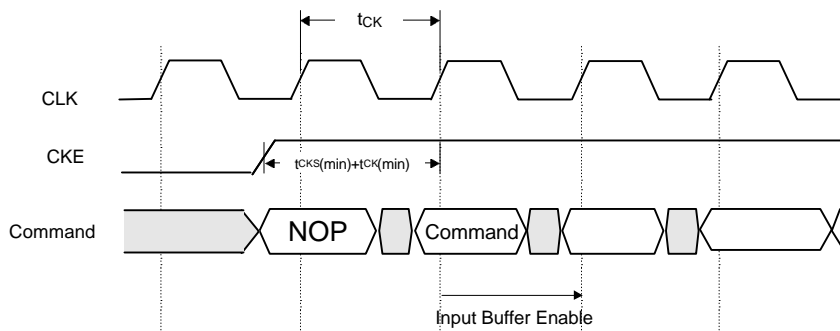 tCK
CLK
CKE
tCKS(min)+tCK(min)
Command
NOP
Command
Input Buffer Enable